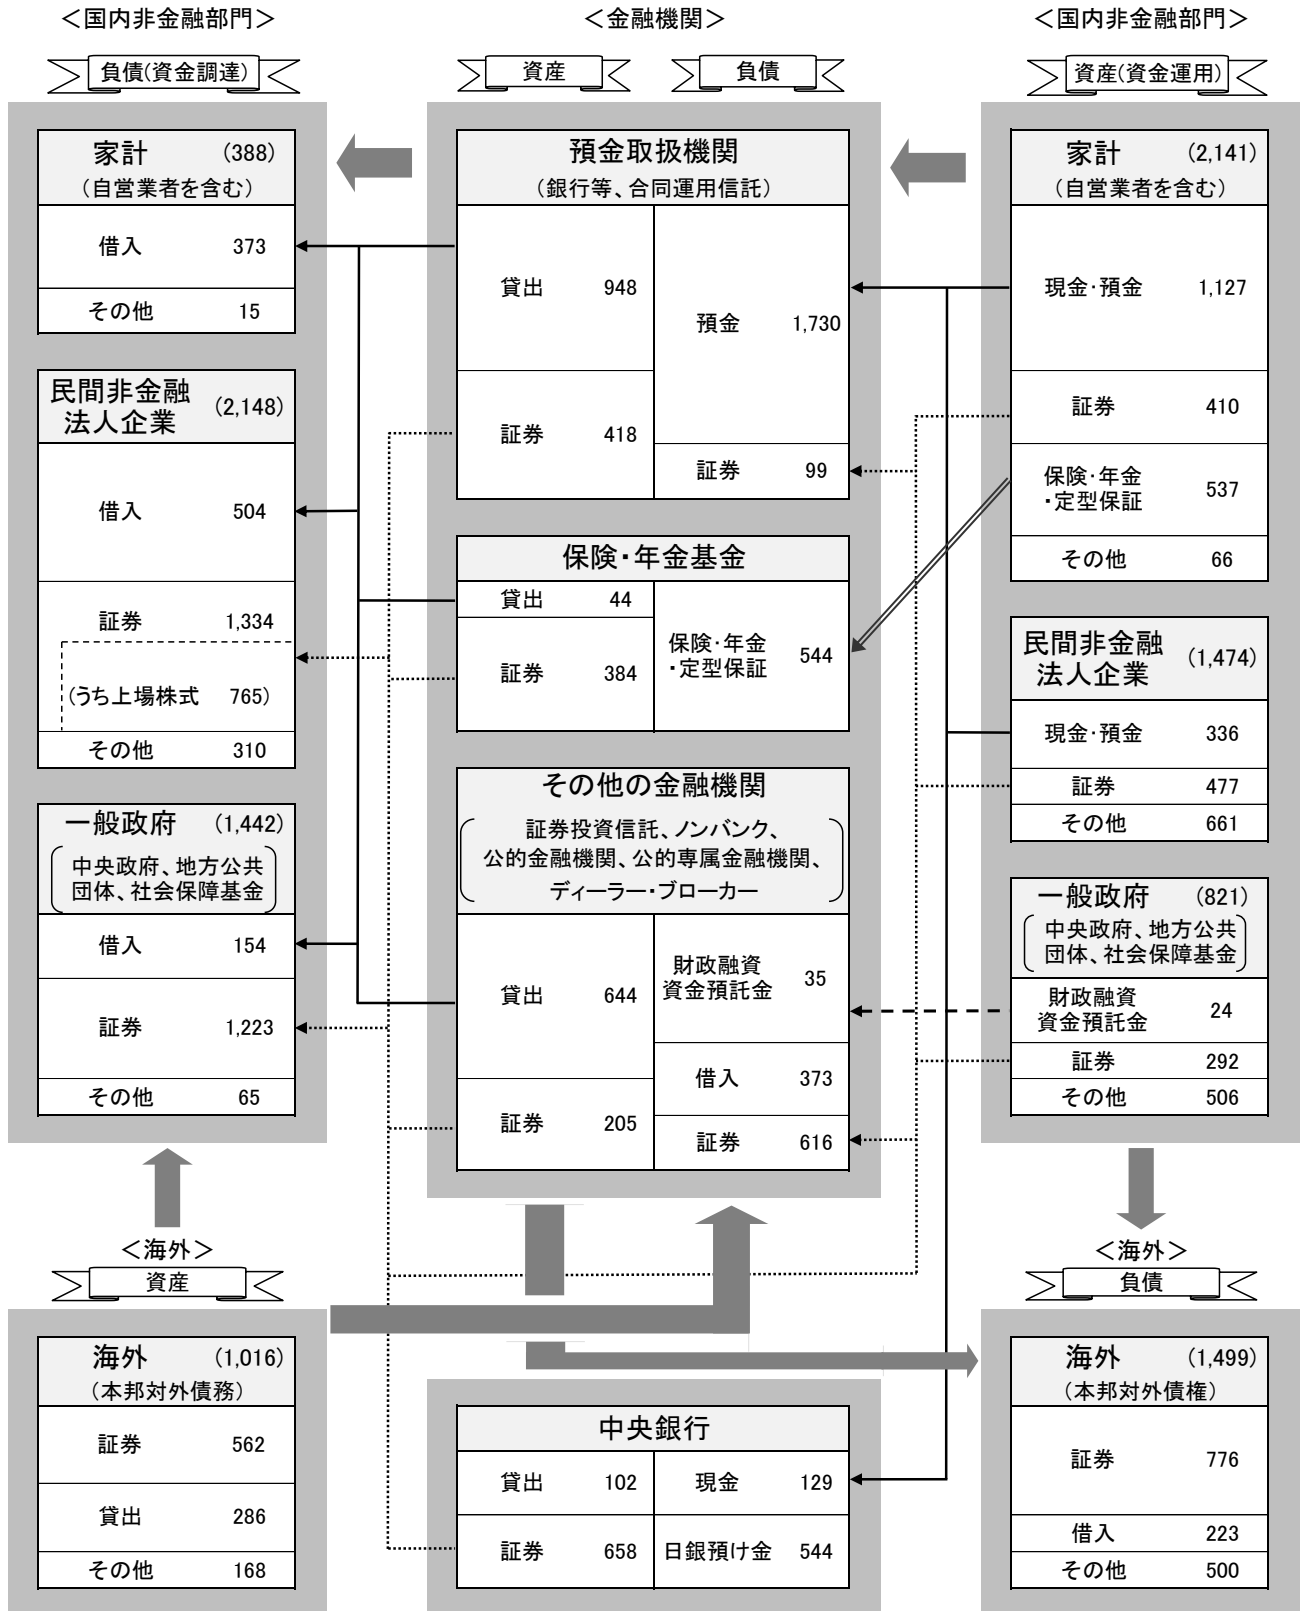 ＜国内非金融部門＞
負債(資金調達)
家計 (388)
(自営業者を含む)
借入 373
その他 15
民間非金融
法人企業 (2,148)
借入 504
証券 1,334
(うち上場株式 765)
その他 310
一般政府 (1,442)
中央政府、地方公共
団体、社会保障基金
借入 154
証券 1,223
その他 65
＜金融機関＞
資産 負債
預金取扱機関
(銀行等、合同運用信託)
貸出 948
証券 418
預金 1,730
証券 99
保険・年金基金
貸出 44
証券 384
保険・年金
・定型保証 544
その他の金融機関
証券投資信託、ノンバンク、
公的金融機関、公的専属金融機関、
ディーラー・ブローカー
貸出 644
証券 205
財政融資
資金預託金 35
借入 373
証券 616
＜国内非金融部門＞
資産(資金運用)
家計 (2,141)
(自営業者を含む)
現金・預金 1,127
証券 410
保険・年金
・定型保証 537
その他 66
民間非金融
法人企業 (1,474)
現金・預金 336
証券 477
その他 661
一般政府 (821)
中央政府、地方公共
団体、社会保障基金
財政融資
資金預託金 24
証券 292
その他 506
＜海外＞
資産
海外 (1,016)
(本邦対外債務)
証券 562
貸出 286
その他 168
中央銀行
貸出 102
証券 658
現金 129
日銀預け金 544
＜海外＞
負債
海外 (1,499)
(本邦対外債権)
証券 776
借入 223
その他 500